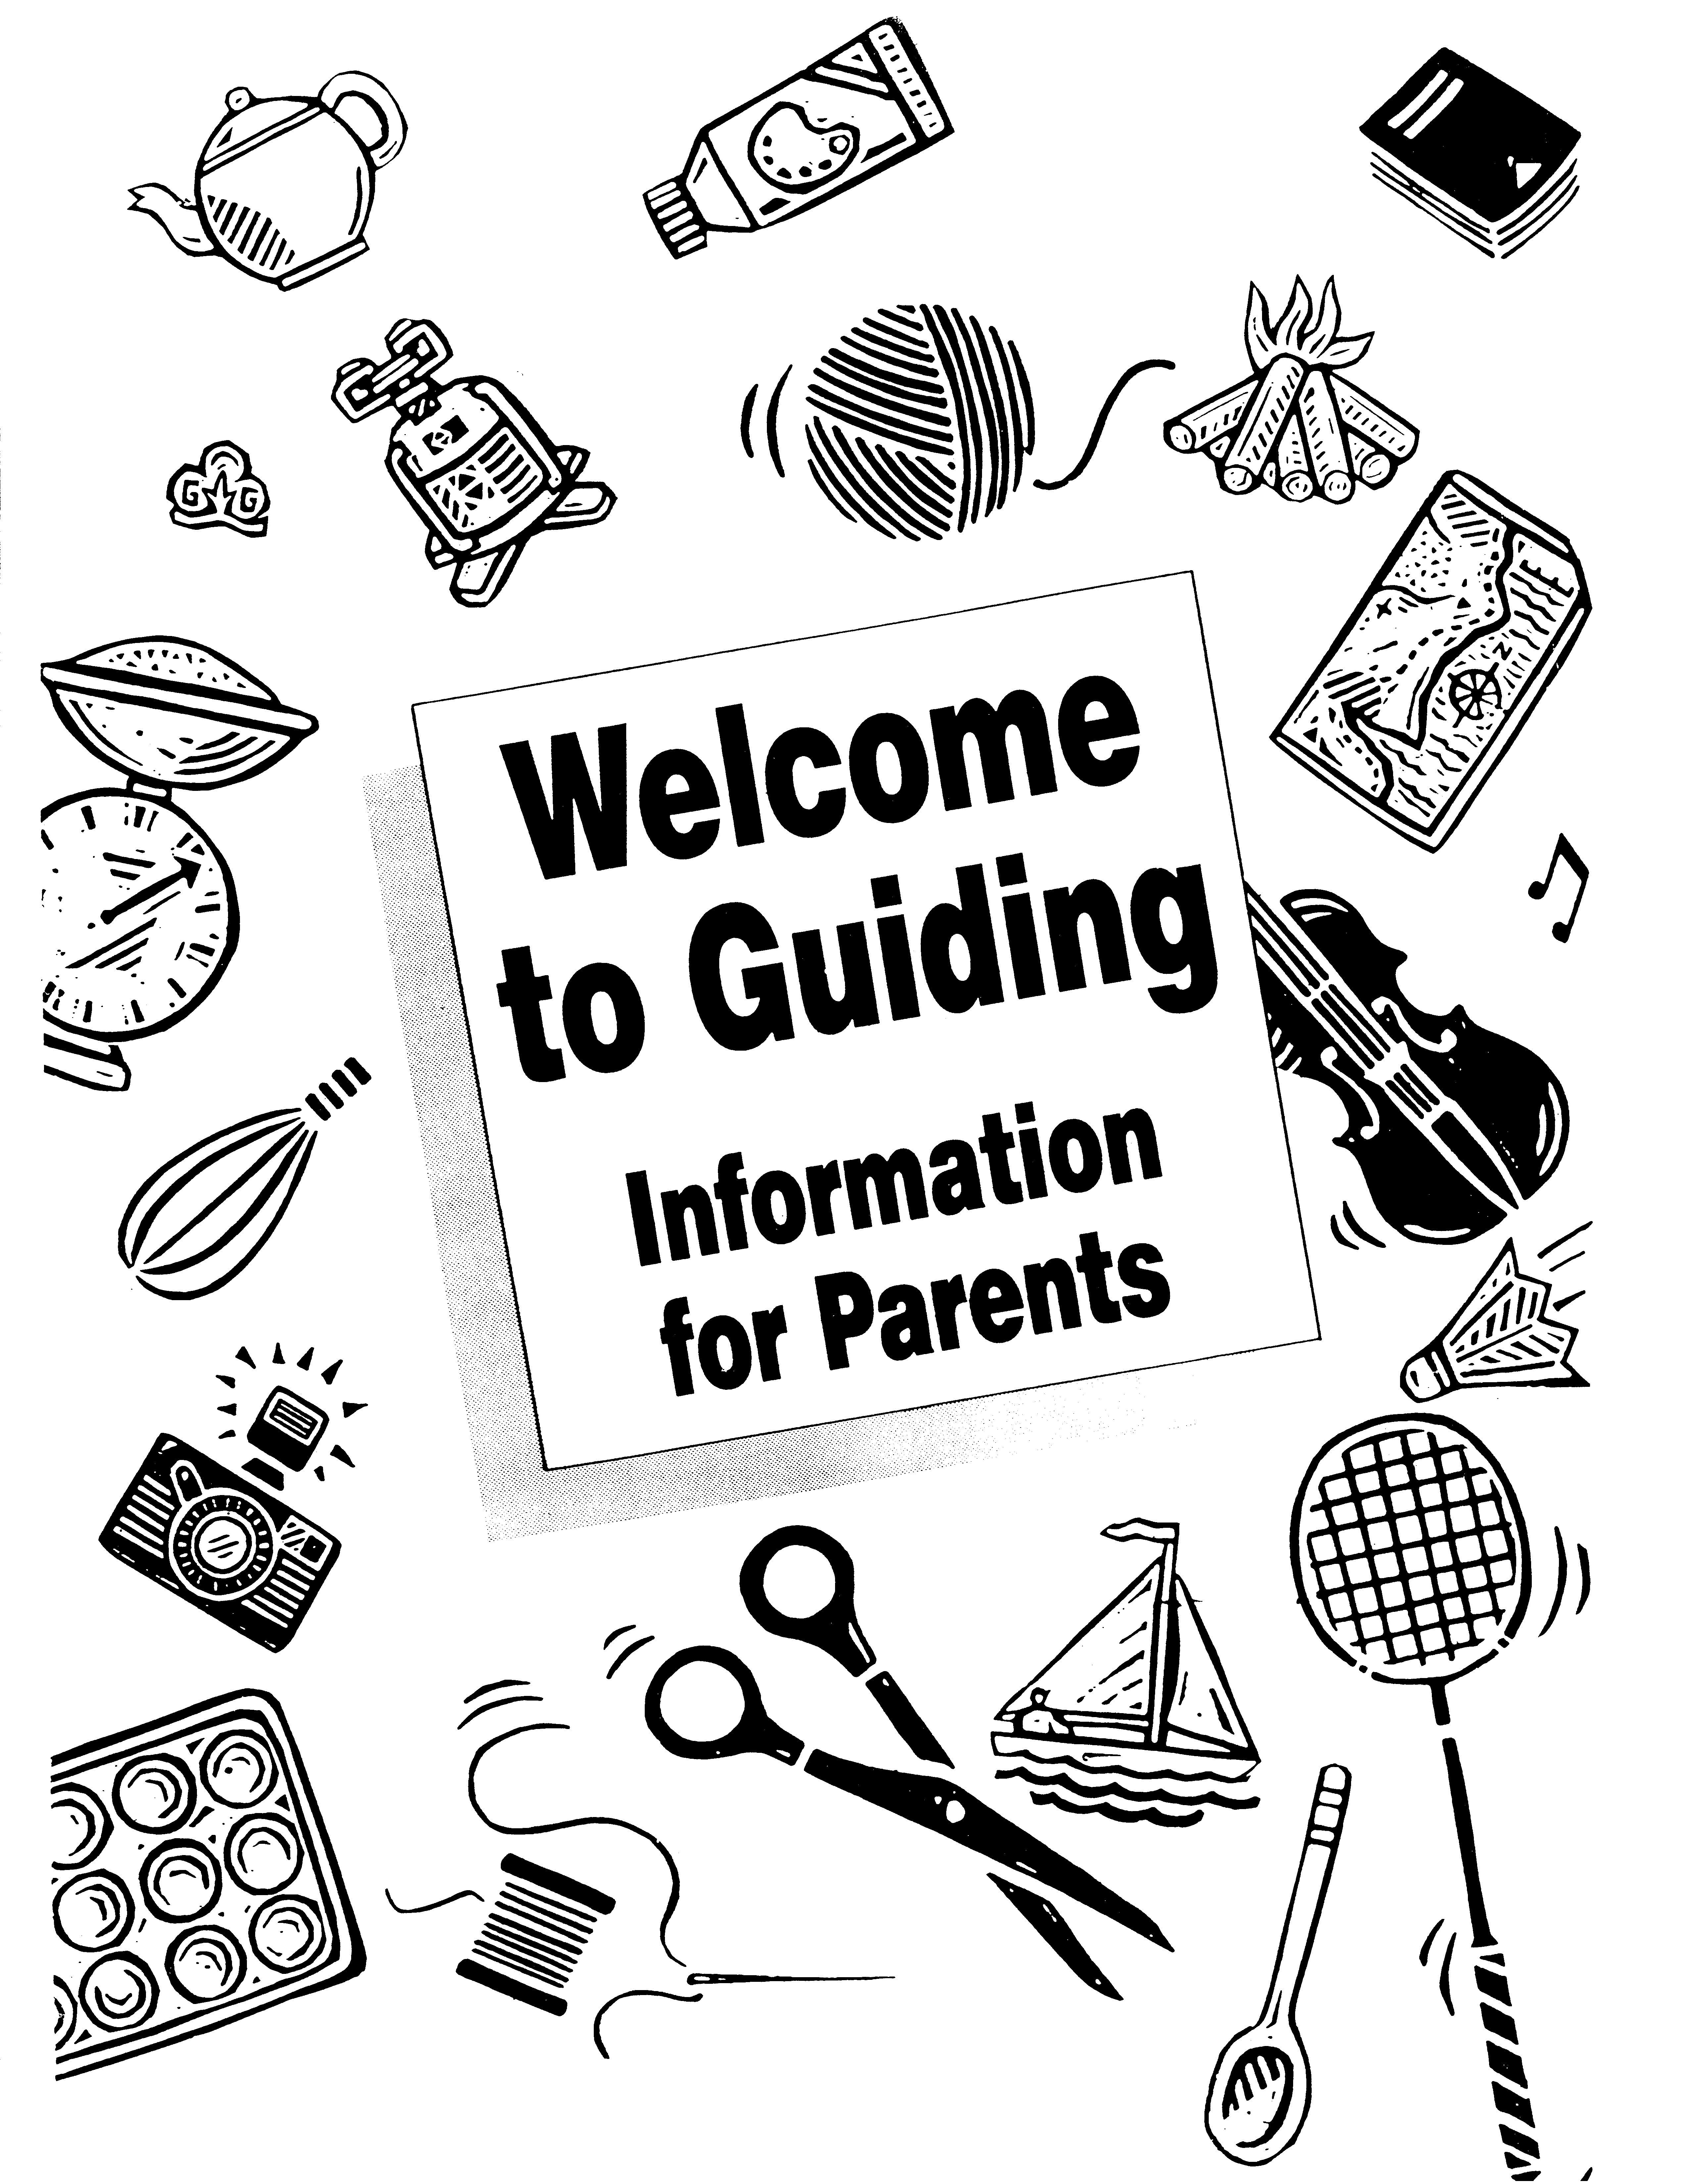 G G
Welcome
to Guiding
Information
for Parents
N